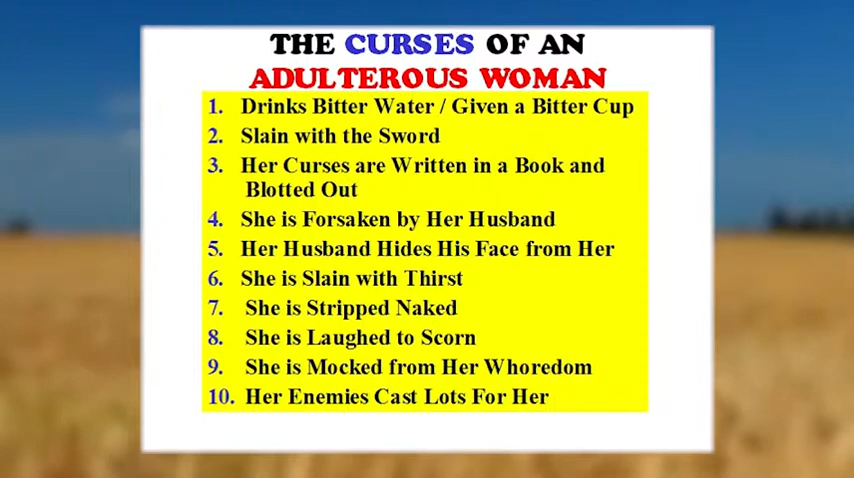 THE CURSES OF AN
ADULTEROUS WOMAN
1. Drinks Bitter Water / Given a Bitter Cup
2. Slain with the Sword
3. Her Curses are Written in a Book and
Blotted Out
4. She is Forsaken by Her Husband
5. Her Husband Hides His Face from Her
6. She is Slain with Thirst
7. She is Stripped Naked
8. She is Laughed to Scorn
9. She is Mocked from Her Whoredom
10. Her Enemies Cast Lots For Her